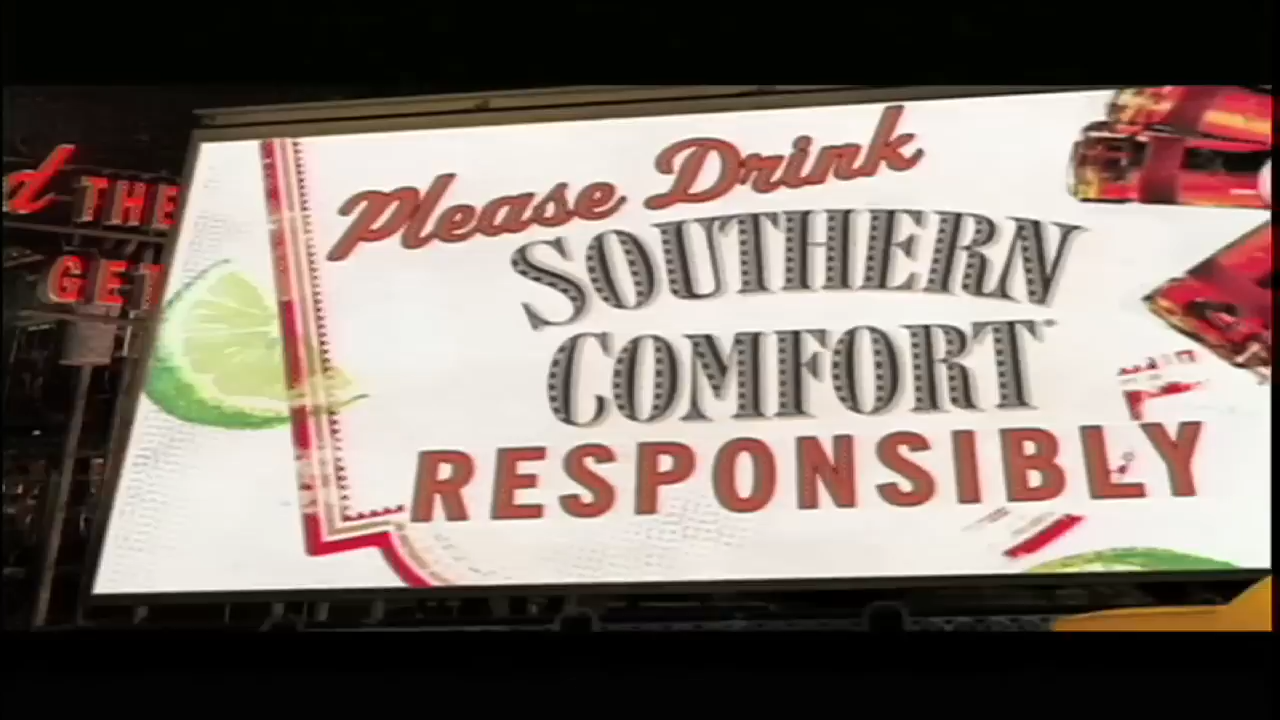 d THE
GET
Please Drink
SOUTHERN
COMFORT
RESPONSIBLY